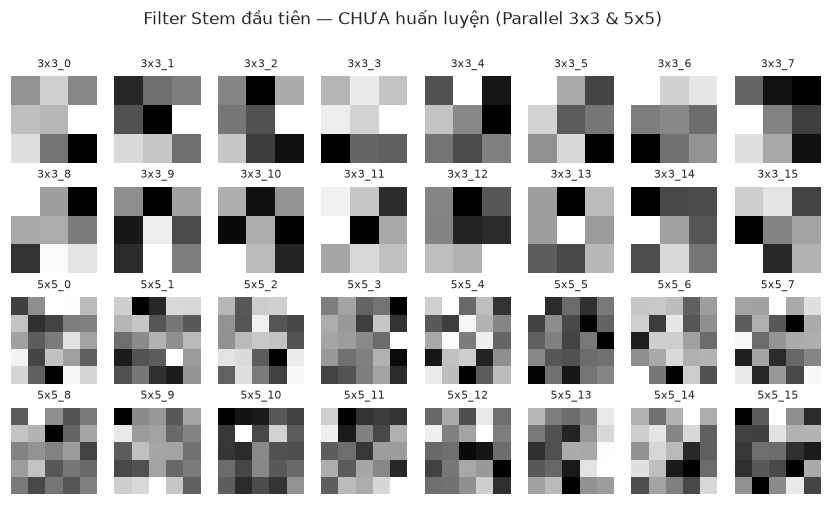 Filter Stem đầu tiên — CHƯA huấn luyện (Parallel 3x3 & 5x5)
3x3_0 3x3_1 3x3_2 3x3_3 3x3_4 3x3_5 3x3_6 3x3_7
3x3_8 3x3_9 3x3_10 3x3_11 3x3_12 3x3_13 3x3_14 3x3_15
5x5_0 5x5_1 5x5_2 5x5_3 5x5_4 5x5_5 5x5_6 5x5_7
5x5_8 5x5_9 5x5_10 5x5_11 5x5_12 5x5_13 5x5_14 5x5_15